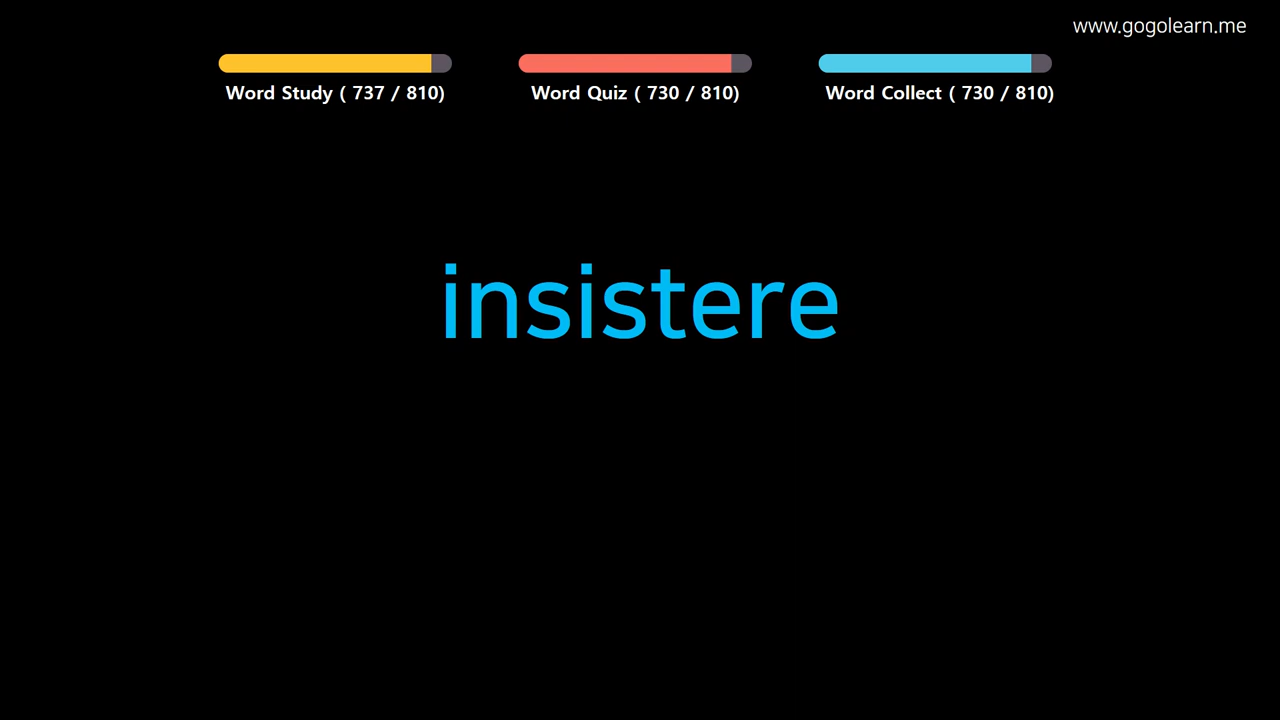 www.gogolearn.me
Word Study ( 737 / 810)
Word Quiz ( 730 / 810)
Word Collect ( 730 / 810)
insistere